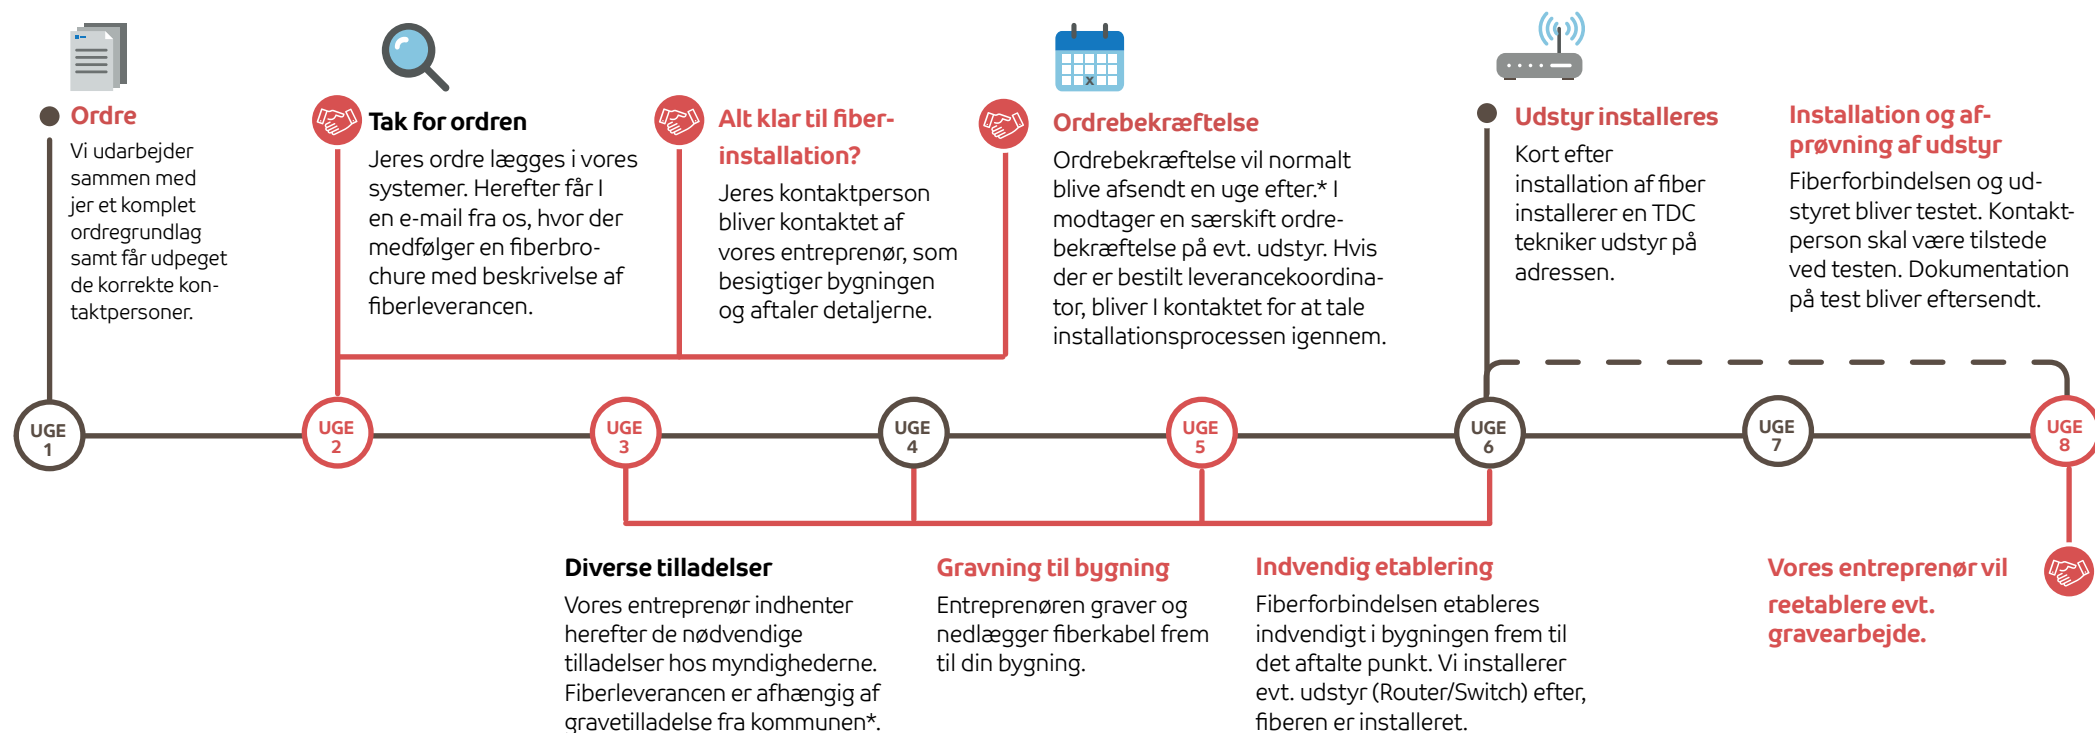 Ordre
Vi udarbejder
sammen med
jer et komplet
ordregrundlag
samt får udpeget
de korrekte kon-
taktpersoner.
Tak for ordren
Jeres ordre lægges i vores
systemer. Herefter får I
en e-mail fra os, hvor der
medfølger en fiberbro-
chure med beskrivelse af
fiberleverancen.
Alt klar til fiber-
installation?
Jeres kontaktperson
bliver kontaktet af
vores entreprenør, som
besigtiger bygningen
og aftaler detaljerne.
Ordrebekræftelse
Ordrebekræftelse vil normalt
blive afsendt en uge efter.* I
modtager en særskift ordre-
bekræftelse på evt. udstyr. Hvis
der er bestilt leverancekoordina-
tor, bliver I kontaktet for at tale
installationsprocessen igennem.
Udstyr installeres
Kort efter
installation af fiber
installerer en TDC
tekniker udstyr på
adressen.
Installation og af-
prøvning af udstyr
Fiberforbindelsen og ud-
styret bliver testet. Kontakt-
person skal være tilstede
ved testen. Dokumentation
på test bliver eftersendt.
UGE
1
UGE
2
UGE
3
UGE
4
UGE
5
UGE
6
UGE
7
UGE
8
Diverse tilladelser
Vores entreprenør indhenter
herefter de nødvendige
tilladelser hos myndighederne.
Fiberleverancen er afhængig af
gravetilladelse fra kommunen*.
Gravning til bygning
Entreprenøren graver og
nedlægger fiberkabel frem
til din bygning.
Indvendig etablering
Fiberforbindelsen etableres
indvendigt i bygningen frem til
det aftalte punkt. Vi installerer
evt. udstyr (Router/Switch) efter,
fiberen er installeret.
Vores entreprenør vil
reetablere evt.
gravearbejde.